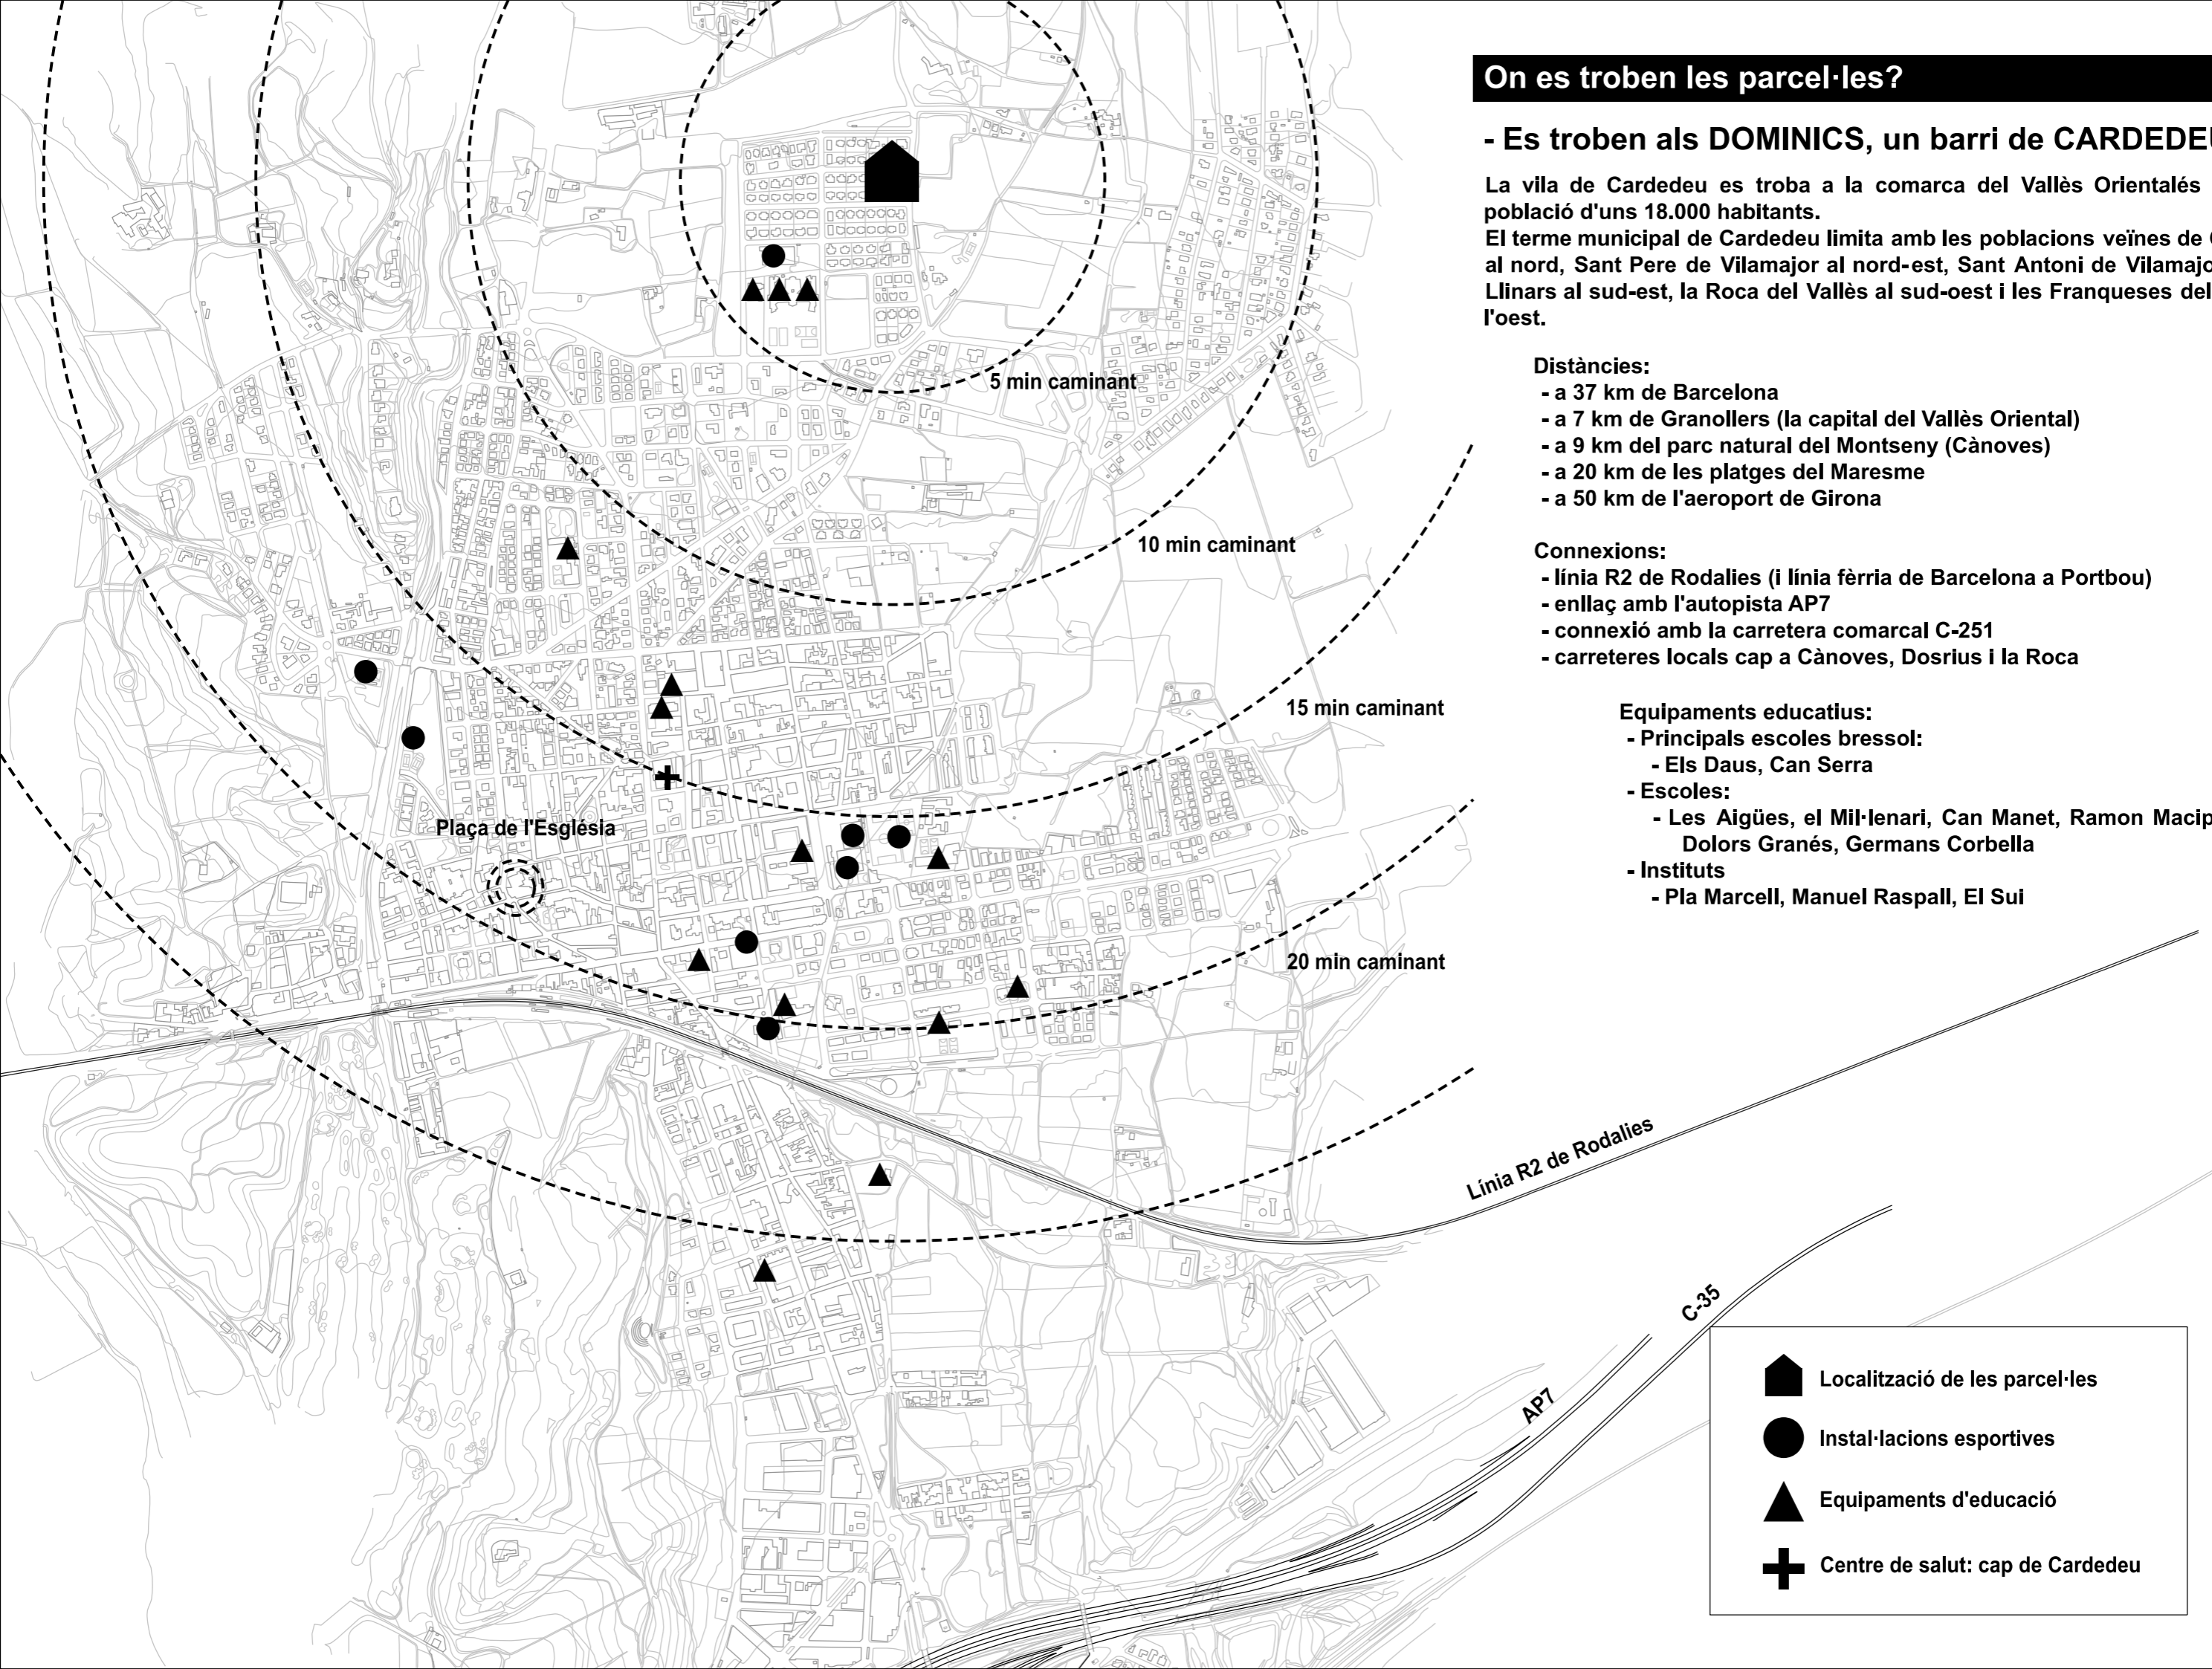 On es troben les parcel·les?
- Es troben als DOMINICS, un barri de CARDEDEU
La vila de Cardedeu es troba a la comarca del Vallès Orientalés
població d'uns 18.000 habitants.
El terme municipal de Cardedeu limita amb les poblacions veïnes de
al nord, Sant Pere de Vilamajor al nord-est, Sant Antoni de Vilamajo
Llinars al sud-est, la Roca del Vallès al sud-oest i les Franqueses del
l'oest.
Distàncies:
- a 37 km de Barcelona
- a 7 km de Granollers (la capital del Vallès Oriental)
- a 9 km del parc natural del Montseny (Cànoves)
- a 20 km de les platges del Maresme
- a 50 km de l'aeroport de Girona
Connexions:
- línia R2 de Rodalies (i línia fèrria de Barcelona a Portbou)
- enllaç amb l'autopista AP7
- connexió amb la carretera comarcal C-251
- carreteres locals cap a Cànoves, Dosrius i la Roca
Equipaments educatius:
- Principals escoles bressol:
- Els Daus, Can Serra
- Escoles:
- Les Aigües, el Mil·lenari, Can Manet, Ramon Macip
Dolors Granés, Germans Corbella
- Instituts
- Pla Marcell, Manuel Raspall, El Sui
5 min caminant
10 min caminant
15 min caminant
Plaça de l'Església
20 min caminant
Línia R2 de Rodalies
C-35
AP7
Localització de les parcel·les
Instal·lacions esportives
Equipaments d'educació
Centre de salut: cap de Cardedeu